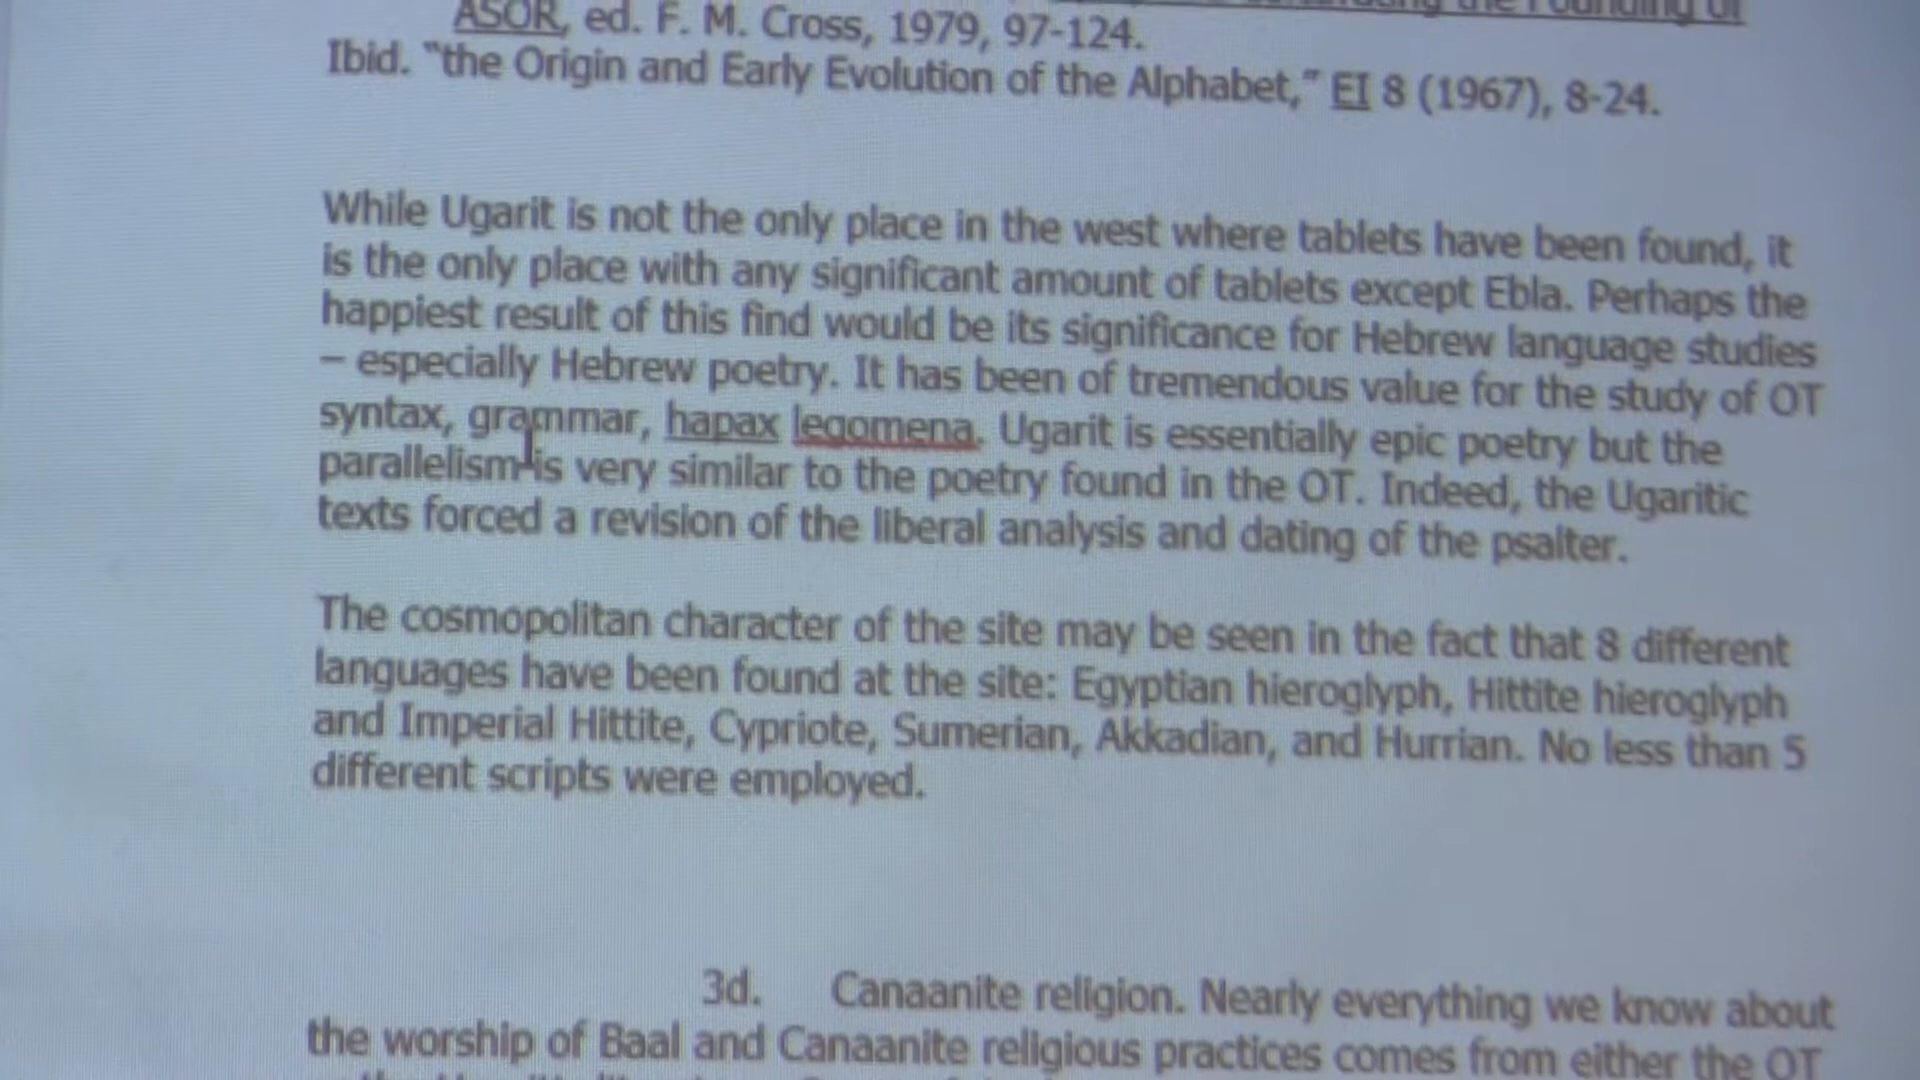 the Founding of
ASOR, ed. F. M. Cross, 1979, 97-124.
Ibid. "the Origin and Early Evolution of the Alphabet," EI 8 (1967), 8-24.
While Ugarit is not the only place in the west where tablets have been found, it
is the only place with any significant amount of tablets except Ebla. Perhaps the
happiest result of this find would be its significance for Hebrew language studies
– especially Hebrew poetry. It has been of tremendous value for the study of OT
syntax, grammar, hapax legomena. Ugarit is essentially epic poetry but the
parallelism is very similar to the poetry found in the OT. Indeed, the Ugaritic
texts forced a revision of the liberal analysis and dating of the psalter.
The cosmopolitan character of the site may be seen in the fact that 8 different
languages have been found at the site: Egyptian hieroglyph, Hittite hieroglyph
and Imperial Hittite, Cypriote, Sumerian, Akkadian, and Hurrian. No less than 5
different scripts were employed.
3d. Canaanite religion. Nearly everything we know about
the worship of Baal and Canaanite religious practices comes from either the OT